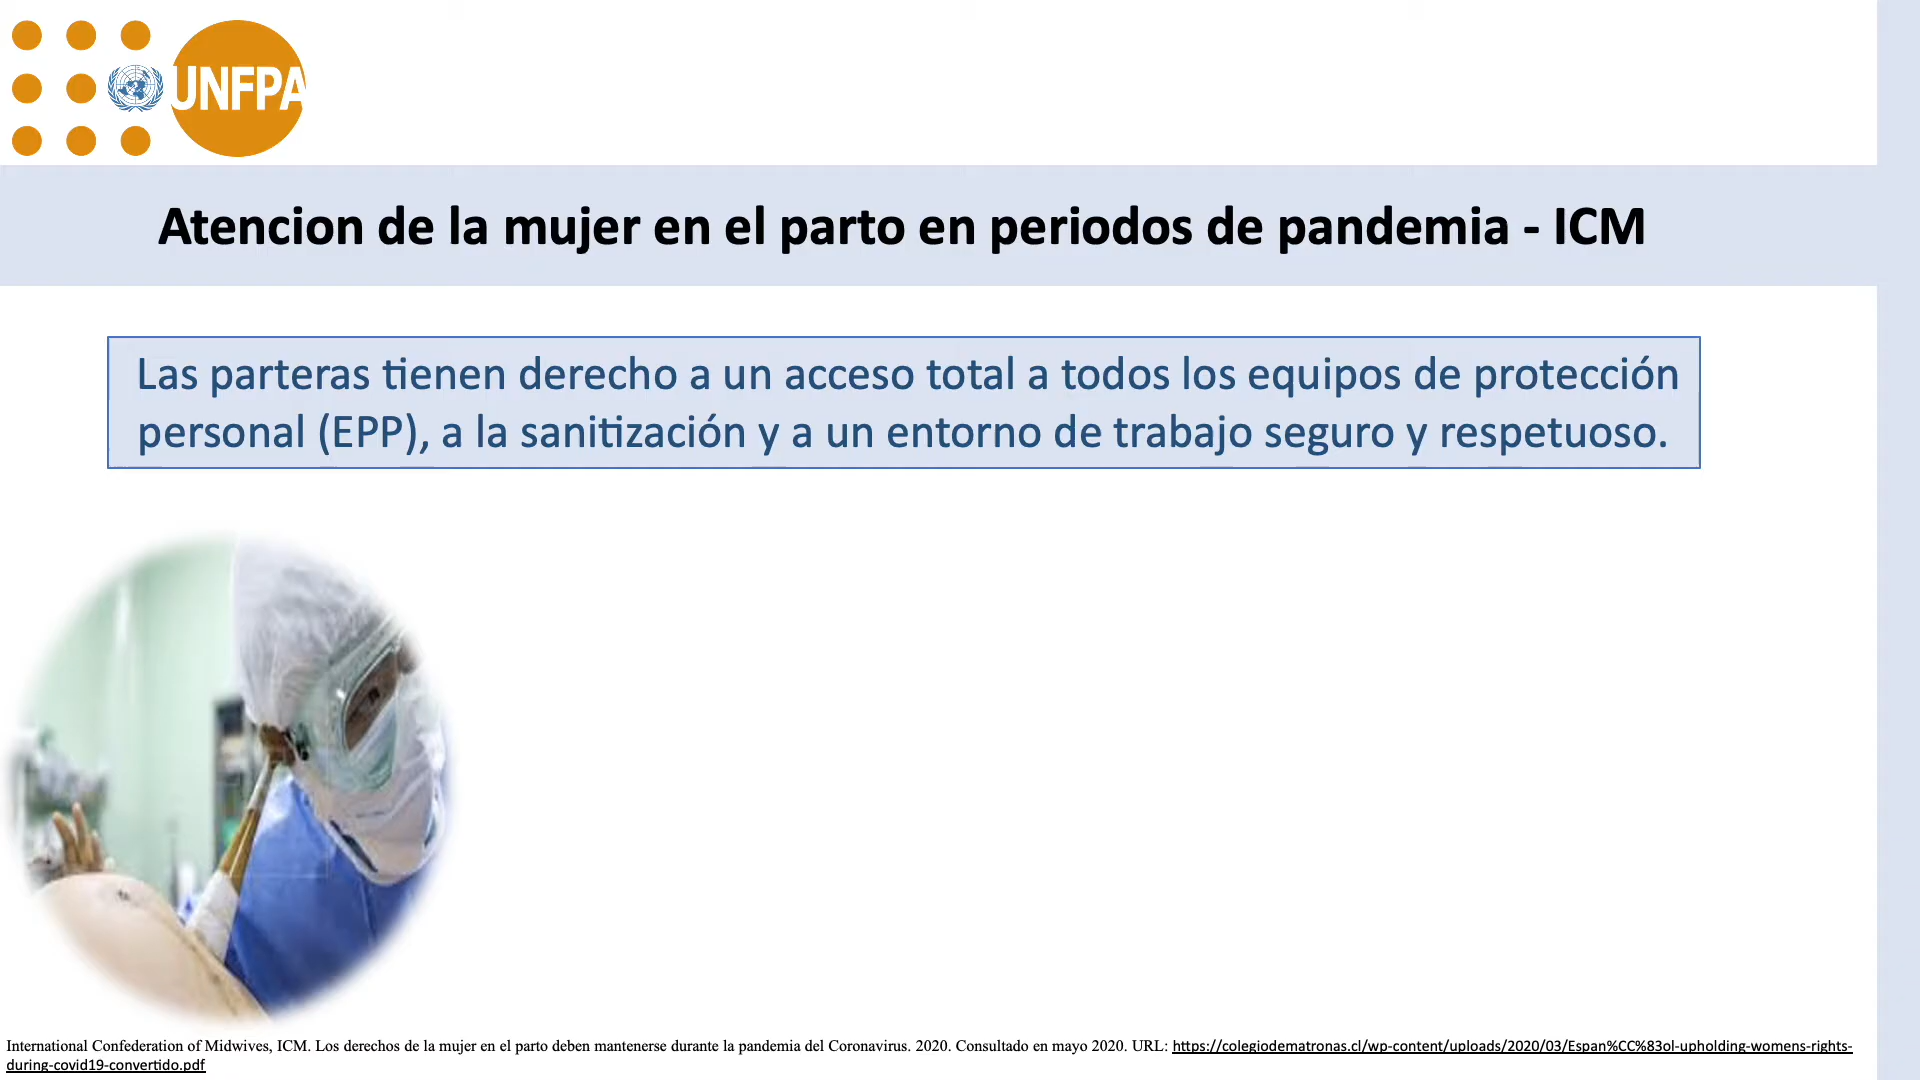 UNFPA
Atencion de la mujer en el parto en periodos de pandemia - ICM
Las parteras tienen derecho a un acceso total a todos los equipos de protección
personal (EPP), a la sanitización y a un entorno de trabajo seguro y respetuoso.
International Confederation of Midwives, ICM. Los derechos de la mujer en el parto deben mantenerse durante la pandemia del Coronavirus. 2020. Consultado en mayo 2020. URL: https://colegiodematronas.cl/wp-content/uploads/2020/03/Espan%CC%83ol-upholding-womens-rights-
during-covid19-convertido.pdf